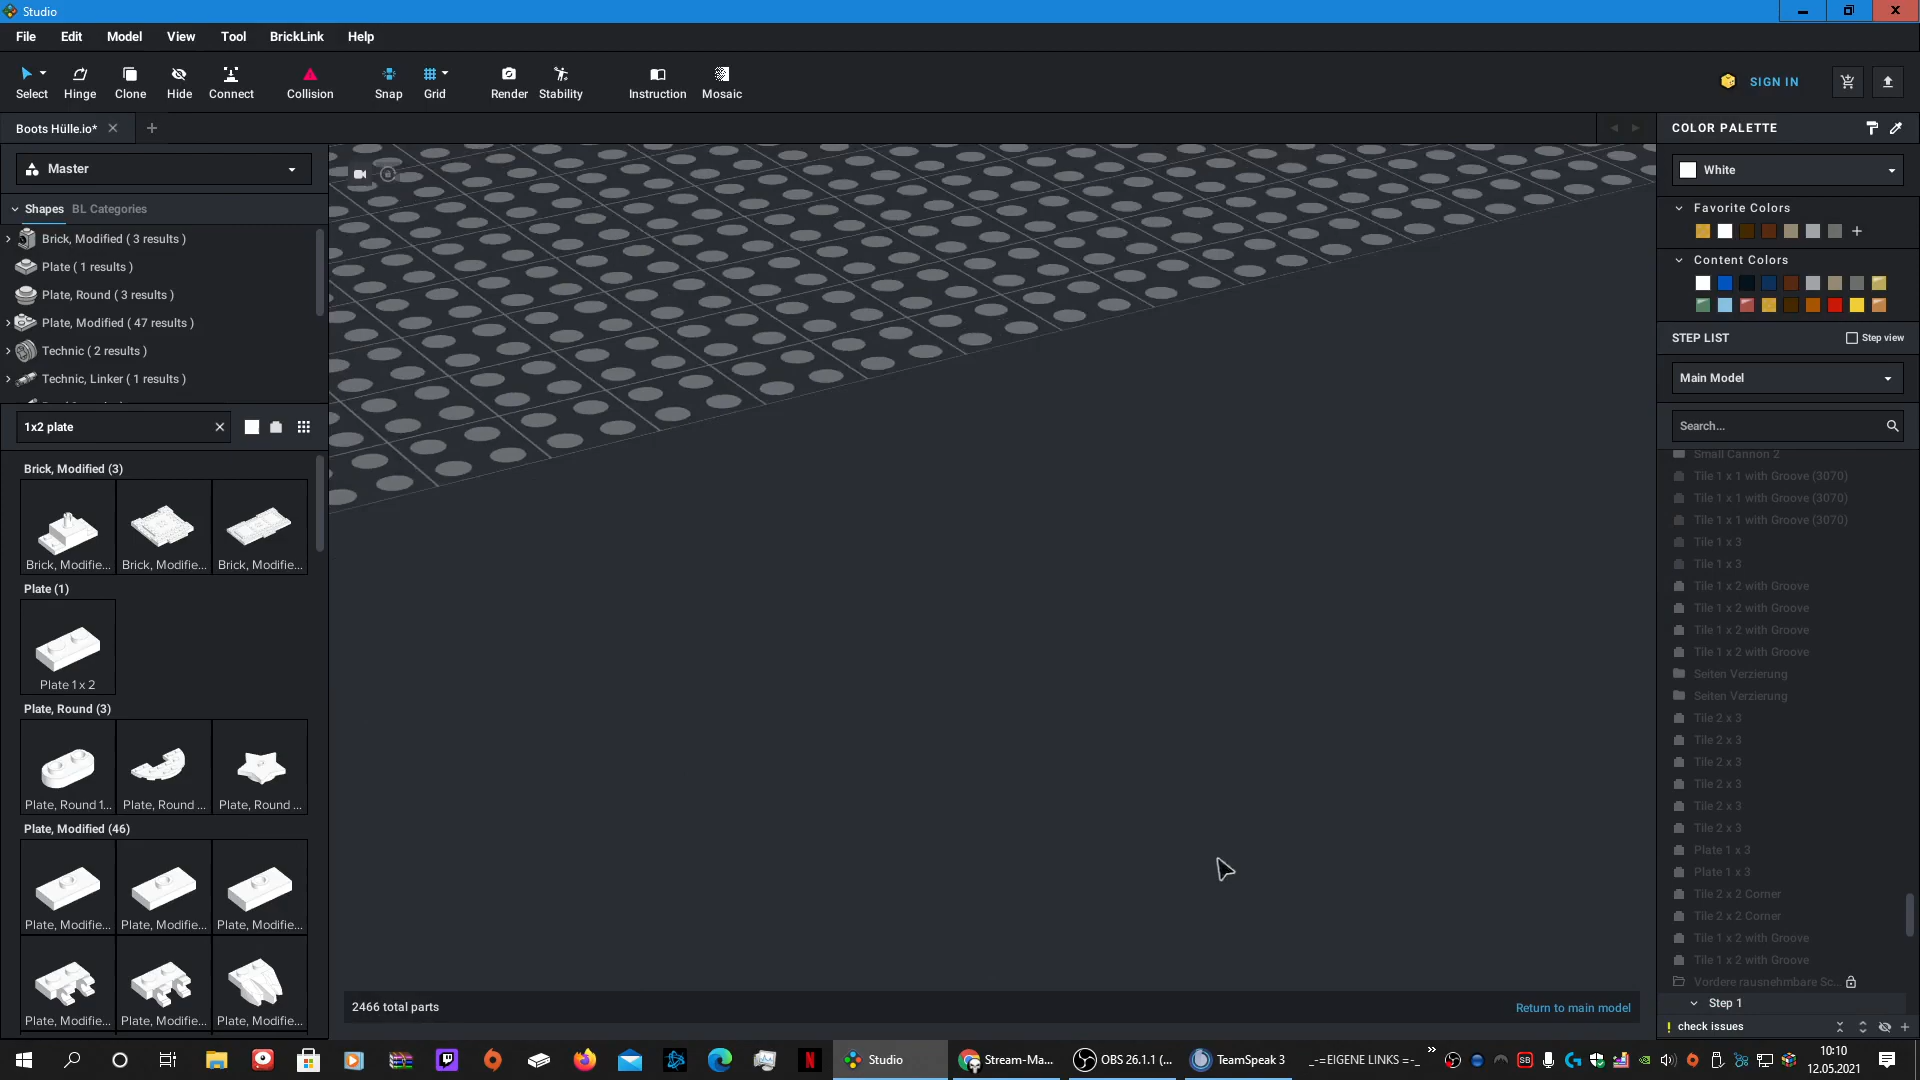 Studio
File Edit Model View Tool BrickLink Help
Select Hinge Clone Hide Connect Collision Snap Grid Render Stability Instruction Mosaic
SIGN IN
Boots Hülle.io*
Master
Shapes BL Categories
Brick, Modified ( 3 results )
Plate ( 1 results )
Plate, Round ( 3 results )
Plate, Modified ( 47 results )
Technic ( 2 results )
Technic, Linker ( 1 results )
1x2 plate
Brick, Modified (3)
Brick, Modifie... Brick, Modifie... Brick, Modifie...
Plate (1)
Plate 1 x 2
Plate, Round (3)
Plate, Round 1... Plate, Round ... Plate, Round ...
Plate, Modified (46)
Plate, Modifie... Plate, Modifie... Plate, Modifie...
Plate, Modifie... Plate, Modifie... Plate, Modifie...
2466 total parts
Return to main model
COLOR PALETTE
White
Favorite Colors
Content Colors
STEP LIST
Step view
Main Model
Search...
Small Cannon 2
Tile 1 x 1 with Groove (3070)
Tile 1 x 1 with Groove (3070)
Tile 1 x 1 with Groove (3070)
Tile 1 x 3
Tile 1 x 3
Tile 1 x 2 with Groove
Tile 1 x 2 with Groove
Tile 1 x 2 with Groove
Tile 1 x 2 with Groove
Seiten Verzierung
Seiten Verzierung
Tile 2 x 3
Tile 2 x 3
Tile 2 x 3
Tile 2 x 3
Tile 2 x 3
Tile 2 x 3
Plate 1 x 3
Plate 1 x 3
Tile 2 x 2 Corner
Tile 2 x 2 Corner
Tile 1 x 2 with Groove
Tile 1 x 2 with Groove
Vordere rausnehmbare Sc...
Step 1
check issues
Studio
Stream-Ma...
OBS 26.1.1 (...
TeamSpeak 3
_-=EIGENE LINKS =-_
10:10
12.05.2021